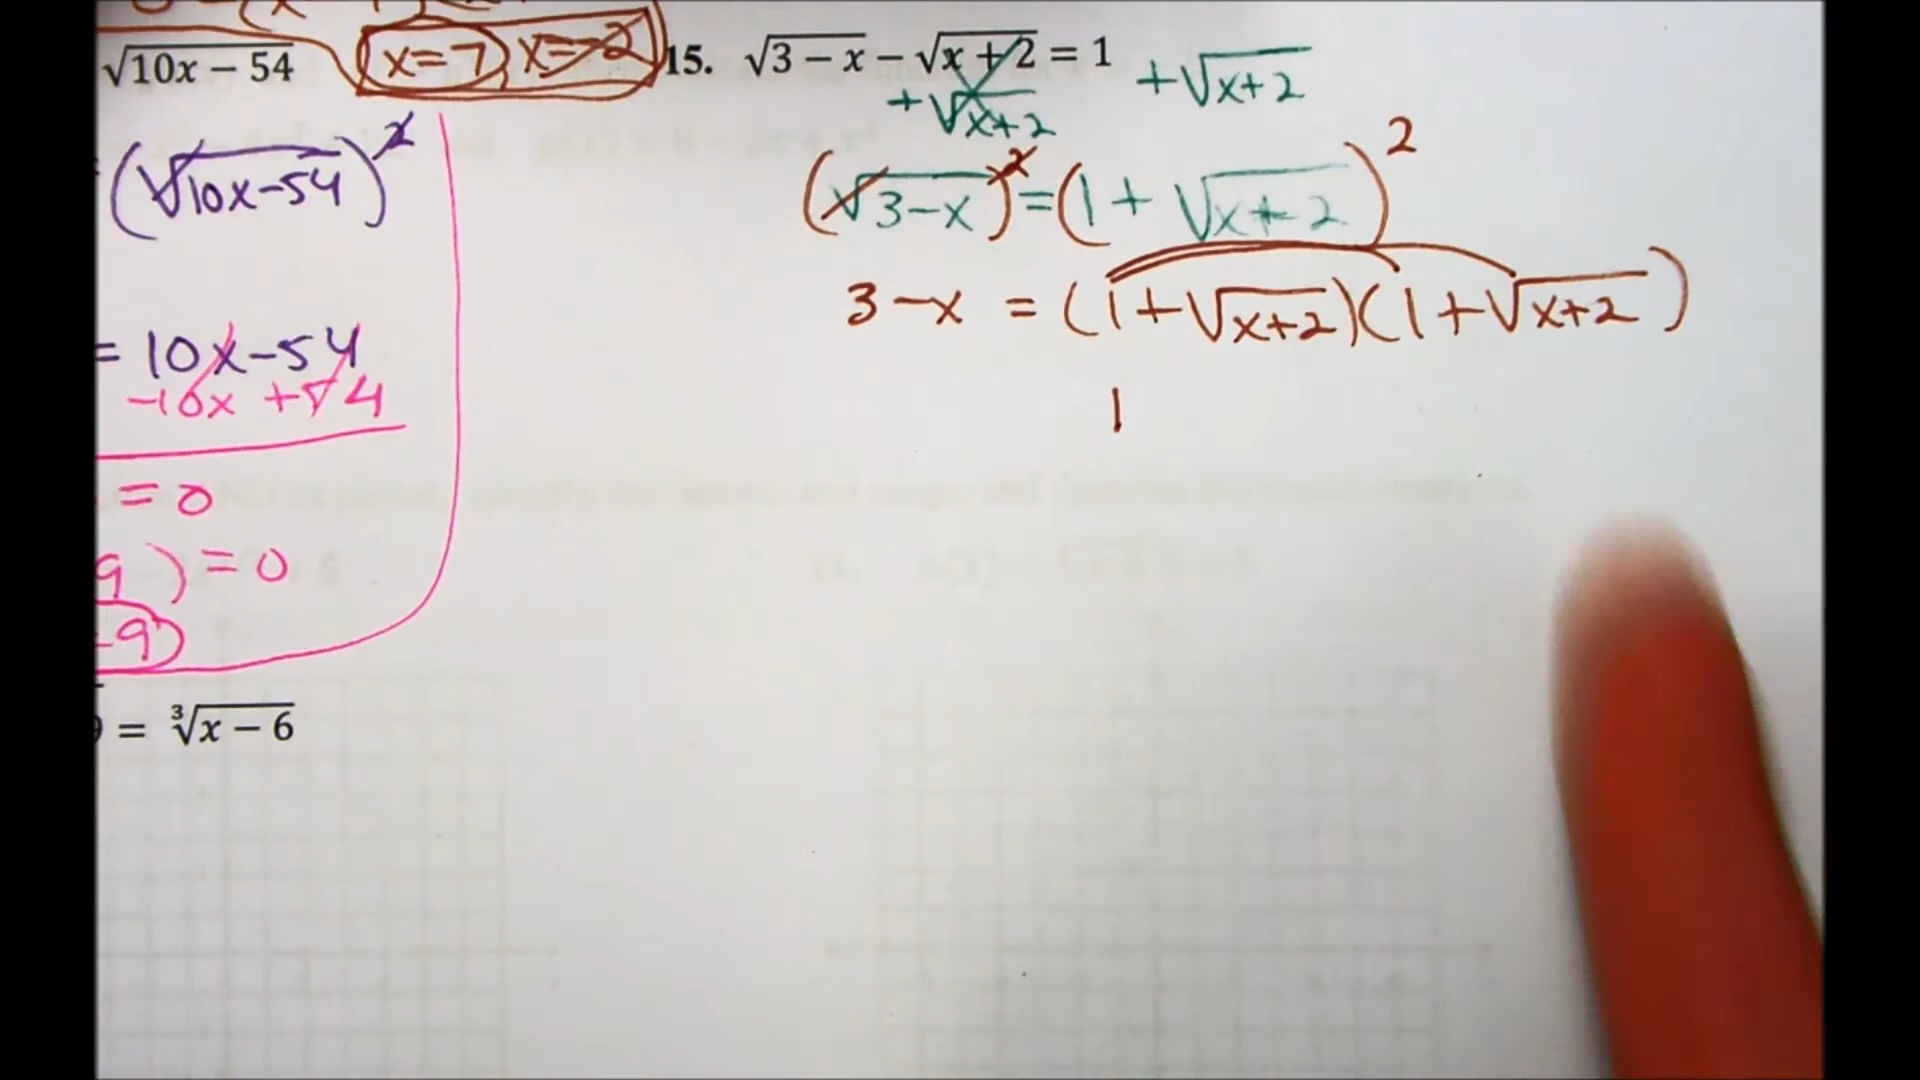 √10x − 54
x=7 x=-2
(√10x-54)²
= 10x-54
-10x +54
= 0
9 ) = 0
-9)
= ∛x − 6
15. √3 − x − √x + 2 = 1
+√x+2 +√x+2
(√3-x)² = (1 + √x+2)²
3-x = (1+√x+2)(1+√x+2)
1